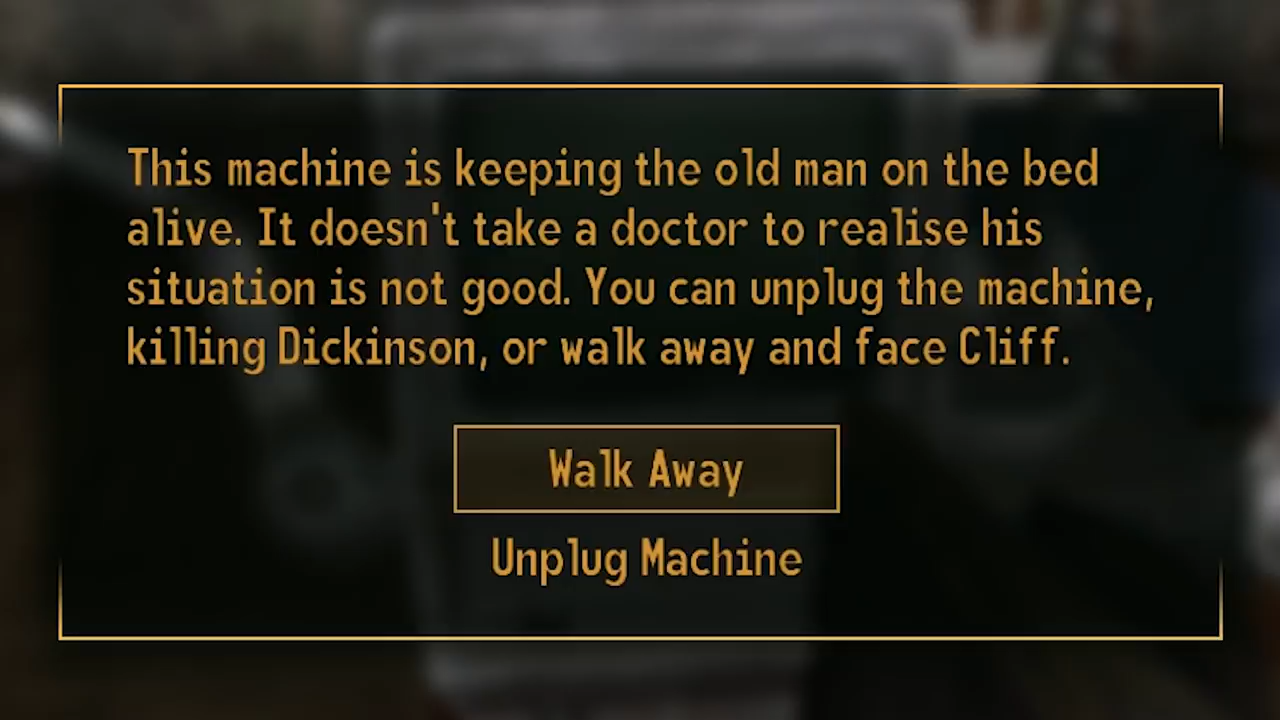 This machine is keeping the old man on the bed
alive. It doesn't take a doctor to realise his
situation is not good. You can unplug the machine,
killing Dickinson, or walk away and face Cliff.
Walk Away
Unplug Machine